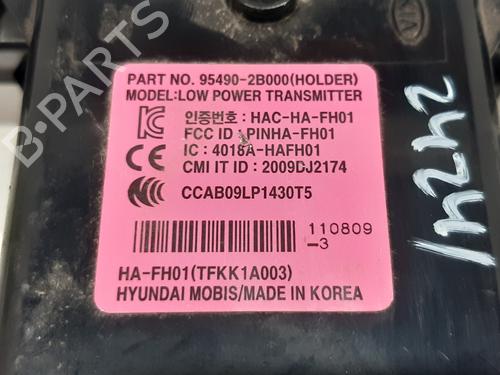 PART NO. 95490-2B000(HOLDER)
MODEL:LOW POWER TRANSMITTER
인증번호 : HAC-HA-FH01
FCC ID : PINHA-FH01
IC : 4018A-HAFH01
CMI IT ID : 2009DJ2174
CCAB09LP1430T5
110809
-3
HA-FH01(TFKK1A003)
HYUNDAI MOBIS/MADE IN KOREA
KIA
B-Parts